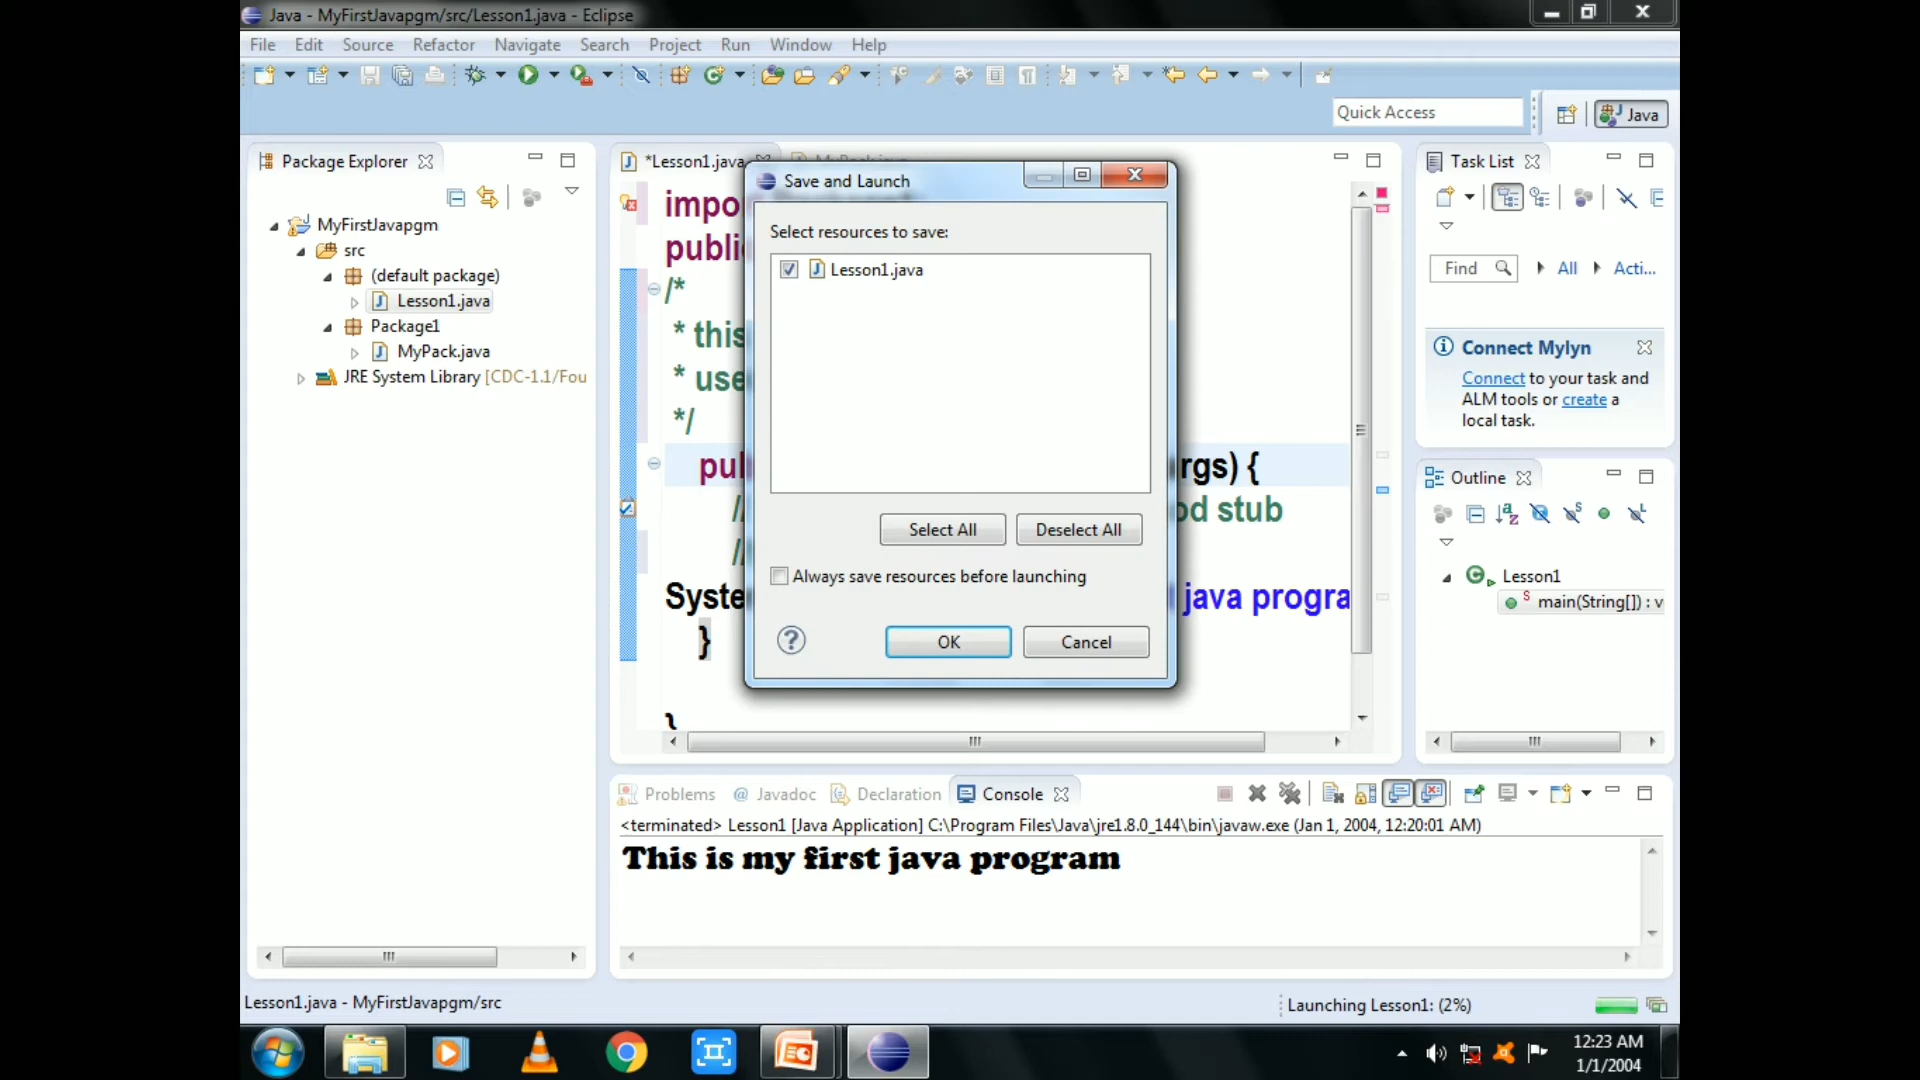 Java - MyFirstJavapgm/src/Lesson1.java - Eclipse
File Edit Source Refactor Navigate Search Project Run Window Help
Quick Access
Java
Package Explorer
MyFirstJavapgm
src
(default package)
Lesson1.java
Package1
MyPack.java
JRE System Library [CDC-1.1/Fou
*Lesson1.java
impo
publi
/*
* this
* use
*/
pul rgs) {
// od stub
//
Syste java progra
}
}
Save and Launch
Select resources to save:
Lesson1.java
Select All Deselect All
Always save resources before launching
OK Cancel
Task List
Find All Acti...
Connect Mylyn
Connect to your task and
ALM tools or create a
local task.
Outline
Lesson1
main(String[]) : v
Problems @ Javadoc Declaration Console
<terminated> Lesson1 [Java Application] C:\Program Files\Java\jre1.8.0_144\bin\javaw.exe (Jan 1, 2004, 12:20:01 AM)
This is my first java program
Lesson1.java - MyFirstJavapgm/src
Launching Lesson1: (2%)
12:23 AM
1/1/2004